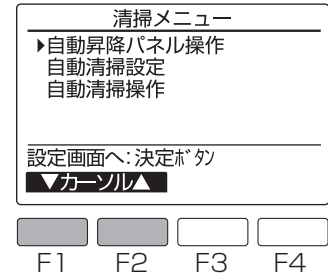 清掃メニュー
▶自動昇降パネル操作
自動清掃設定
自動清掃操作
設定画面へ:決定ボタン
▼カーソル▲
F1 F2 F3 F4